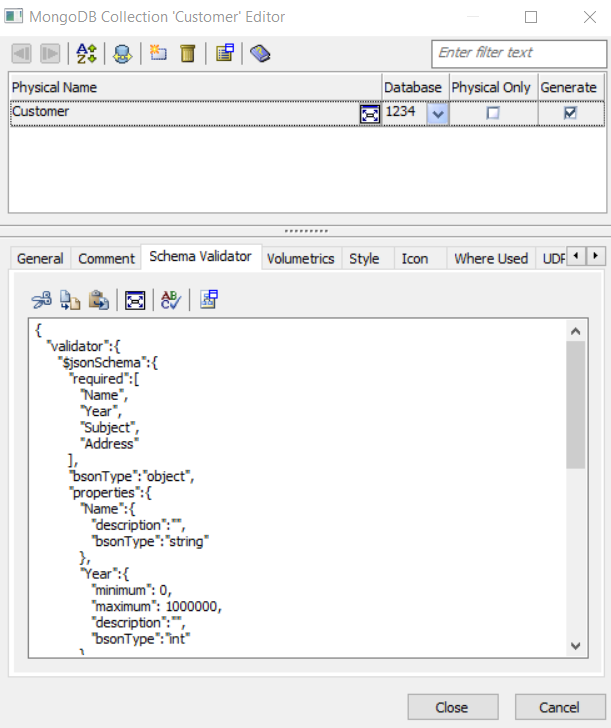 MongoDB Collection 'Customer' Editor
Enter filter text
Physical Name Database Physical Only Generate
Customer 1234
General Comment Schema Validator Volumetrics Style Icon Where Used UDF
{
"validator":{
"$jsonSchema":{
"required":[
"Name",
"Year",
"Subject",
"Address"
],
"bsonType":"object",
"properties":{
"Name":{
"description":"",
"bsonType":"string"
},
"Year":{
"minimum": 0,
"maximum": 1000000,
"description":"",
"bsonType":"int"
}
Close Cancel